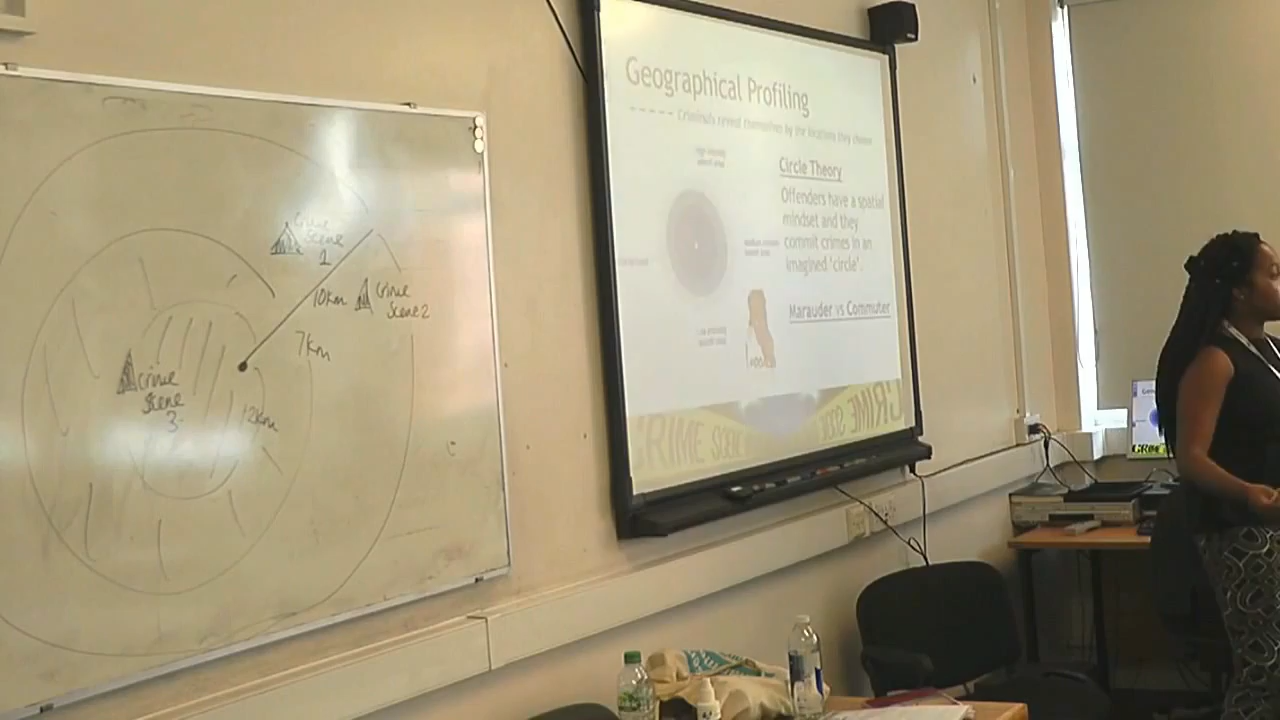 Crime
Scene
1
10km
Crime
Scene 2
7km
Crime
Scene
3
12km
Geographical Profiling
Criminals reveal themselves by the locations they choose
Circle Theory
Offenders have a spatial
mindset and they
commit crimes in an
imagined 'circle'.
Marauder vs Commuter
CRIME SCENE
CRIME